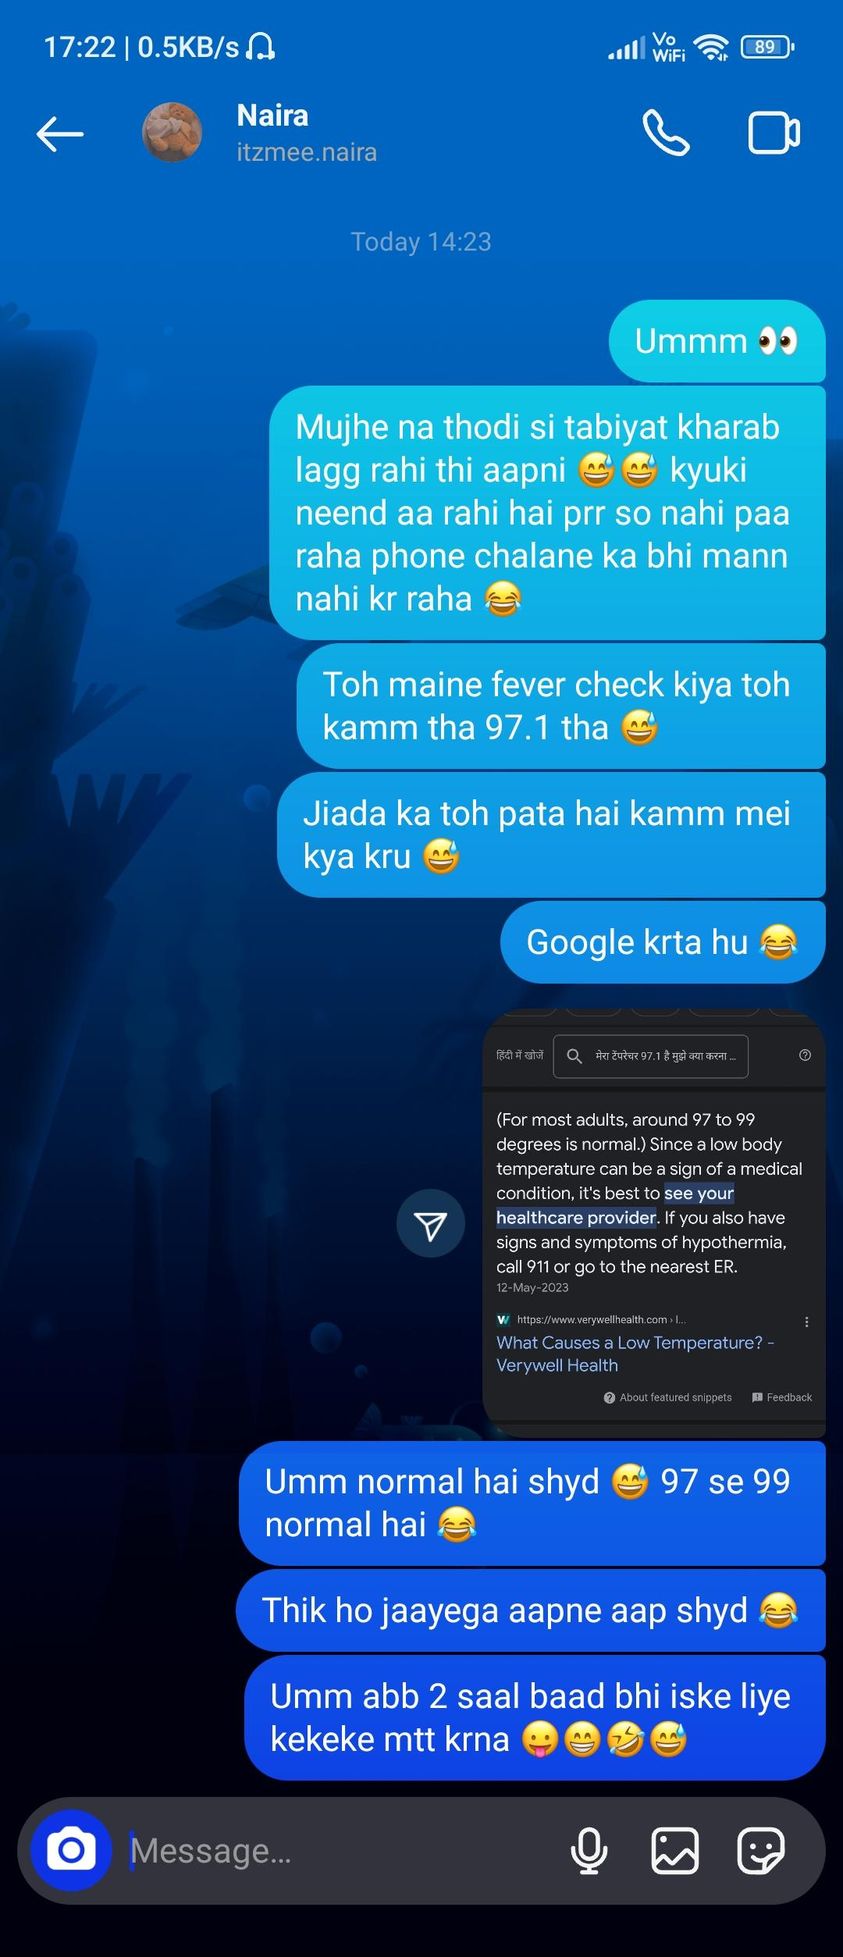 17:22 | 0.5KB/s
Vo
WiFi
89
Naira
itzmee.naira
Today 14:23
Ummm 👀
Mujhe na thodi si tabiyat kharab
lagg rahi thi aapni 😅😅 kyuki
neend aa rahi hai prr so nahi paa
raha phone chalane ka bhi mann
nahi kr raha 😂
Toh maine fever check kiya toh
kamm tha 97.1 tha 😅
Jiada ka toh pata hai kamm mei
kya kru 😅
Google krta hu 😂
हिंदी में खोजें
मेरा टेंपरेचर 97.1 है मुझे क्या करना ...
(For most adults, around 97 to 99
degrees is normal.) Since a low body
temperature can be a sign of a medical
condition, it's best to see your
healthcare provider. If you also have
signs and symptoms of hypothermia,
call 911 or go to the nearest ER.
12-May-2023
https://www.verywellhealth.com › l...
What Causes a Low Temperature? -
Verywell Health
About featured snippets
Feedback
Umm normal hai shyd 😅 97 se 99
normal hai 😂
Thik ho jaayega aapne aap shyd 😂
Umm abb 2 saal baad bhi iske liye
kekeke mtt krna 😛😁🤣😅
Message...